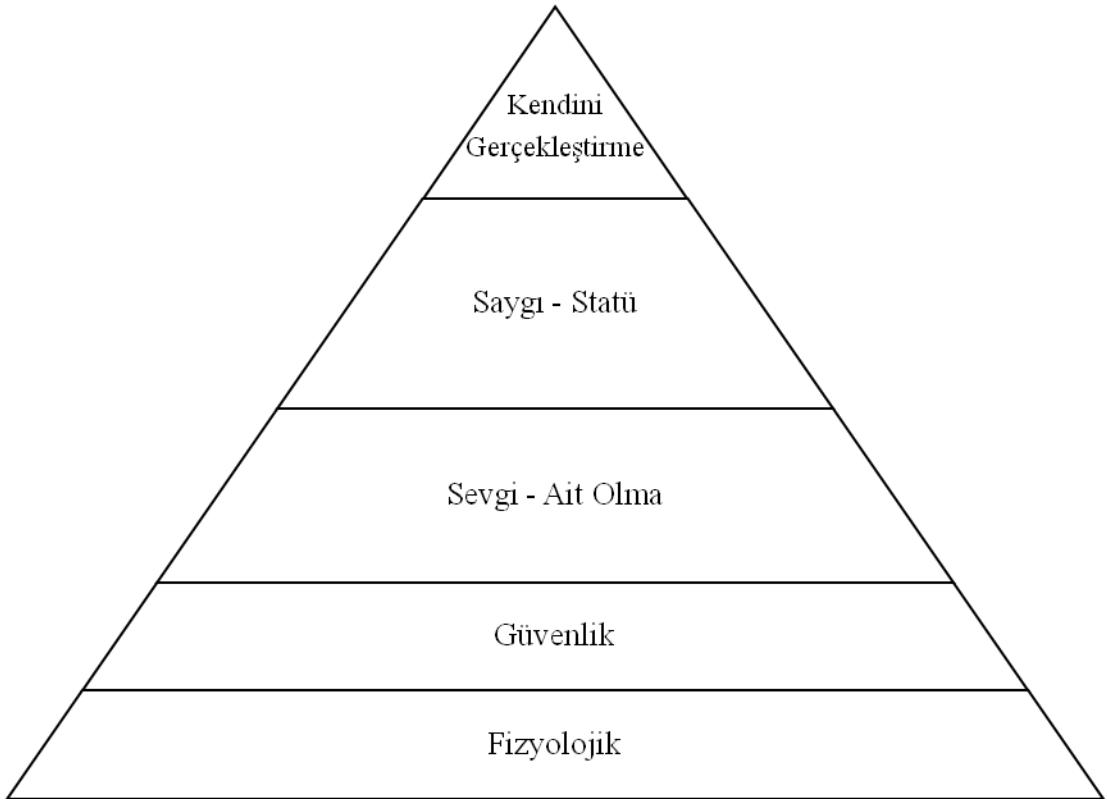 Kendini
Gerçekleştirme
Saygı - Statü
Sevgi - Ait Olma
Güvenlik
Fizyolojik